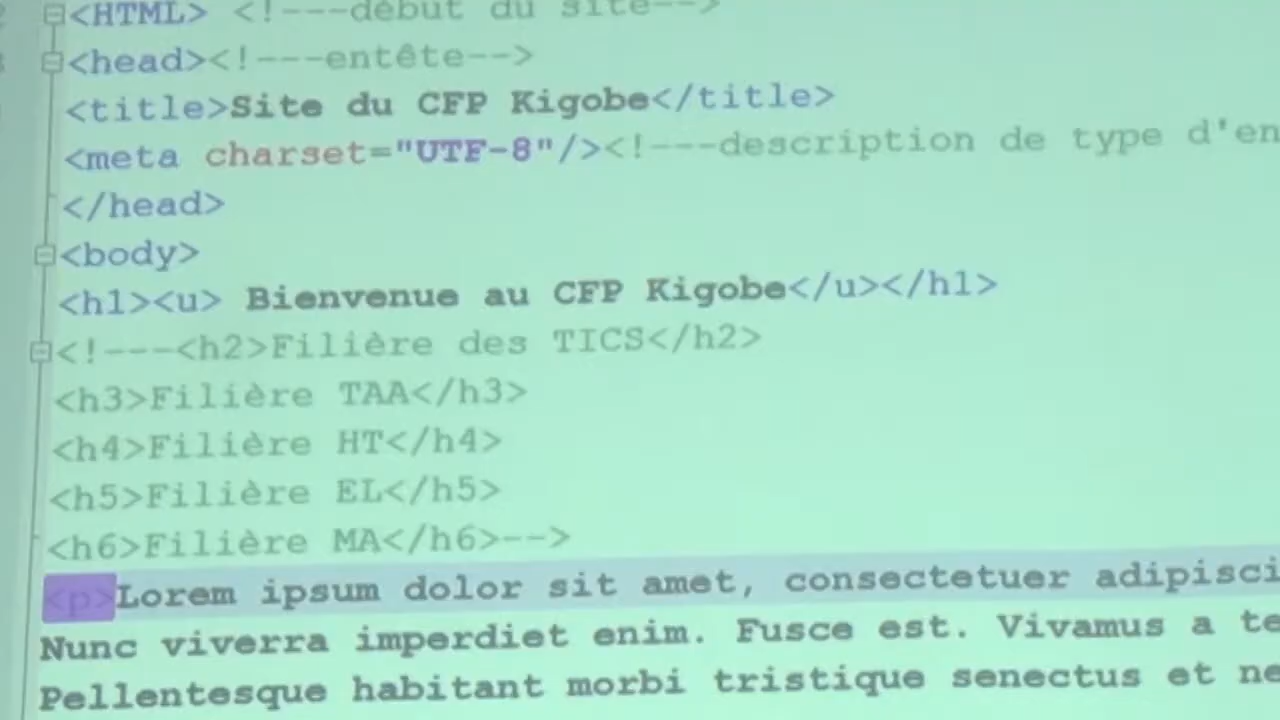 <HTML> <!---début du site-->
<head><!---entête-->
<title>Site du CFP Kigobe</title>
<meta charset="UTF-8"/><!---description de type d'en
</head>
<body>
<h1><u> Bienvenue au CFP Kigobe</u></h1>
<!---<h2>Filière des TICS</h2>
<h3>Filière TAA</h3>
<h4>Filière HT</h4>
<h5>Filière EL</h5>
<h6>Filière MA</h6>-->
<p>Lorem ipsum dolor sit amet, consectetuer adipisci
Nunc viverra imperdiet enim. Fusce est. Vivamus a te
Pellentesque habitant morbi tristique senectus et ne